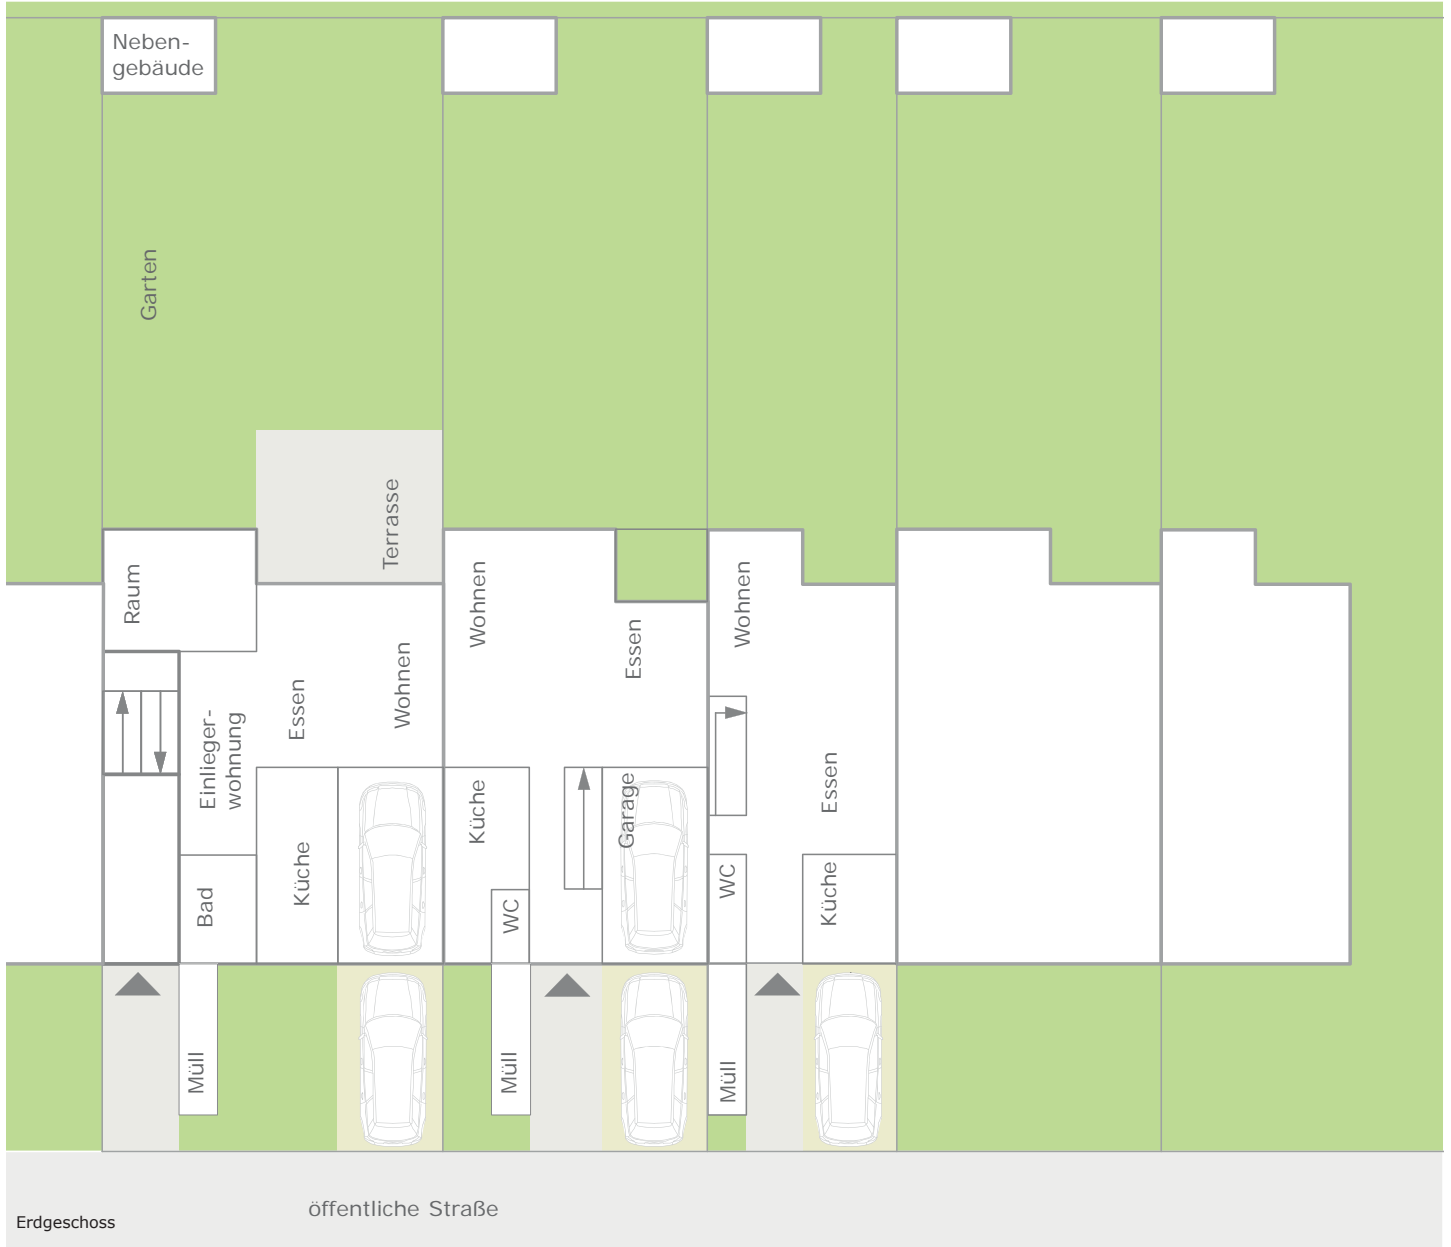 Neben-
gebäude
Garten
Terrasse
Raum
Wohnen
Wohnen
Essen
Wohnen
Essen
Einlieger-
wohnung
Essen
Küche
Garage
Küche
Bad
WC
WC
Küche
Müll
Müll
Müll
öffentliche Straße
Erdgeschoss